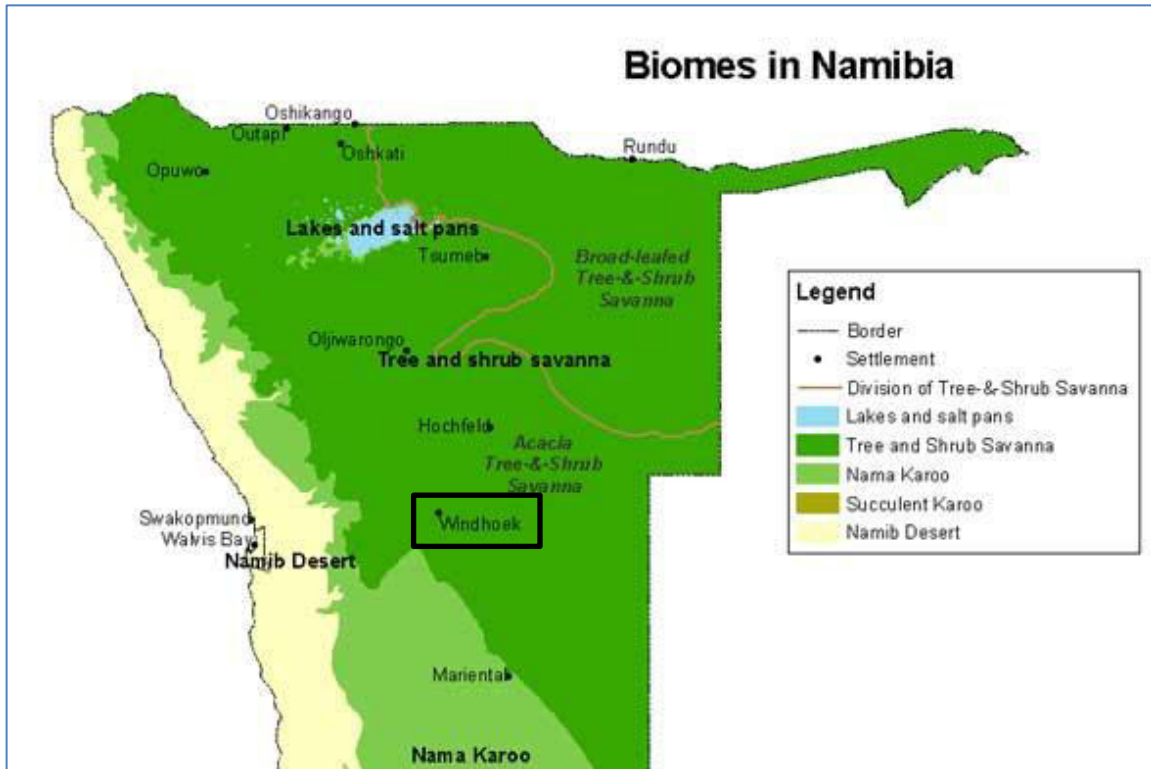 Biomes in Namibia
Oshikango
Outapi
Oshkati
Rundu
Opuwo
Lakes and salt pans
Tsumeb
Broad-leafed
Tree-&-Shrub
Savanna
Oljiwarongo
Tree and shrub savanna
Hochfeld
Acacia
Tree-&-Shrub
Savanna
Windhoek
Swakopmund
Walvis Bay
Namib Desert
Mariental
Nama Karoo
Legend
Border
Settlement
Division of Tree-&-Shrub Savanna
Lakes and salt pans
Tree and Shrub Savanna
Nama Karoo
Succulent Karoo
Namib Desert